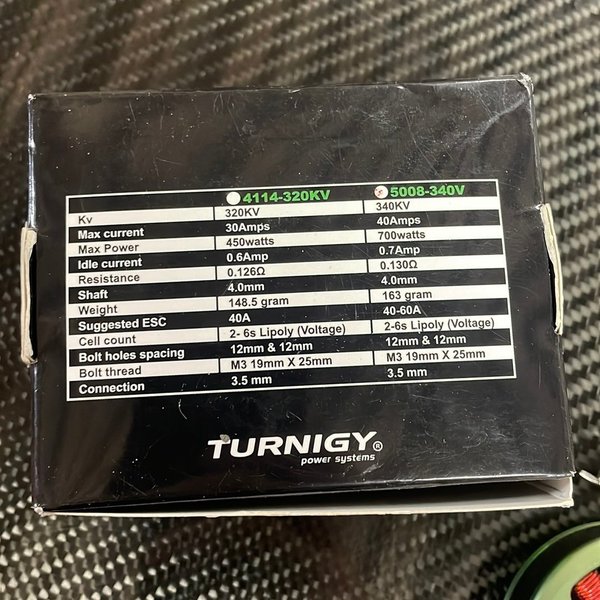 4114-320KV 5008-340V
Kv 320KV 340KV
Max current 30Amps 40Amps
Max Power 450watts 700watts
Idle current 0.6Amp 0.7Amp
Resistance 0.126Ω 0.130Ω
Shaft 4.0mm 4.0mm
Weight 148.5 gram 163 gram
Suggested ESC 40A 40-60A
Cell count 2- 6s Lipoly (Voltage) 2-6s Lipoly (Voltage)
Bolt holes spacing 12mm & 12mm 12mm & 12mm
Bolt thread M3 19mm X 25mm M3 19mm X 25mm
Connection 3.5 mm 3.5 mm
TURNIGY®
power systems